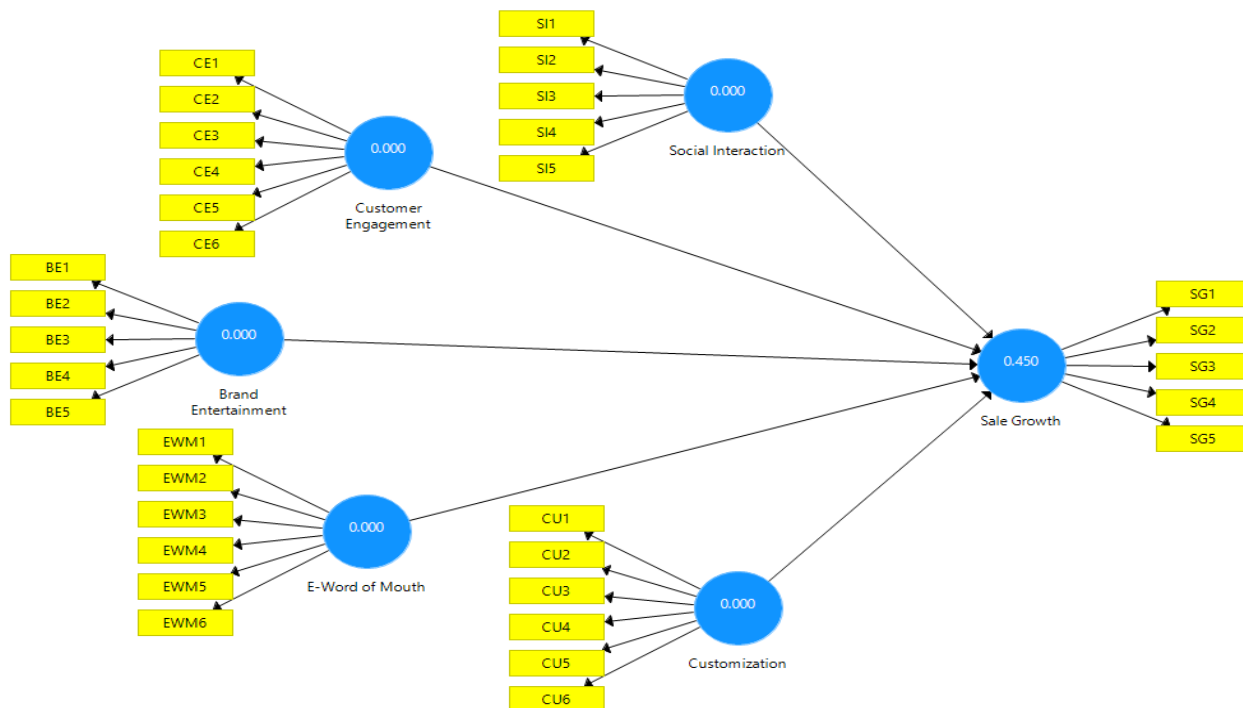 SI1
SI2
SI3
SI4
SI5
0.000
Social Interaction
CE1
CE2
CE3
CE4
CE5
CE6
0.000
Customer
Engagement
BE1
BE2
BE3
BE4
BE5
0.000
Brand
Entertainment
SG1
SG2
SG3
SG4
SG5
0.450
Sale Growth
EWM1
EWM2
EWM3
EWM4
EWM5
EWM6
0.000
E-Word of Mouth
CU1
CU2
CU3
CU4
CU5
CU6
0.000
Customization